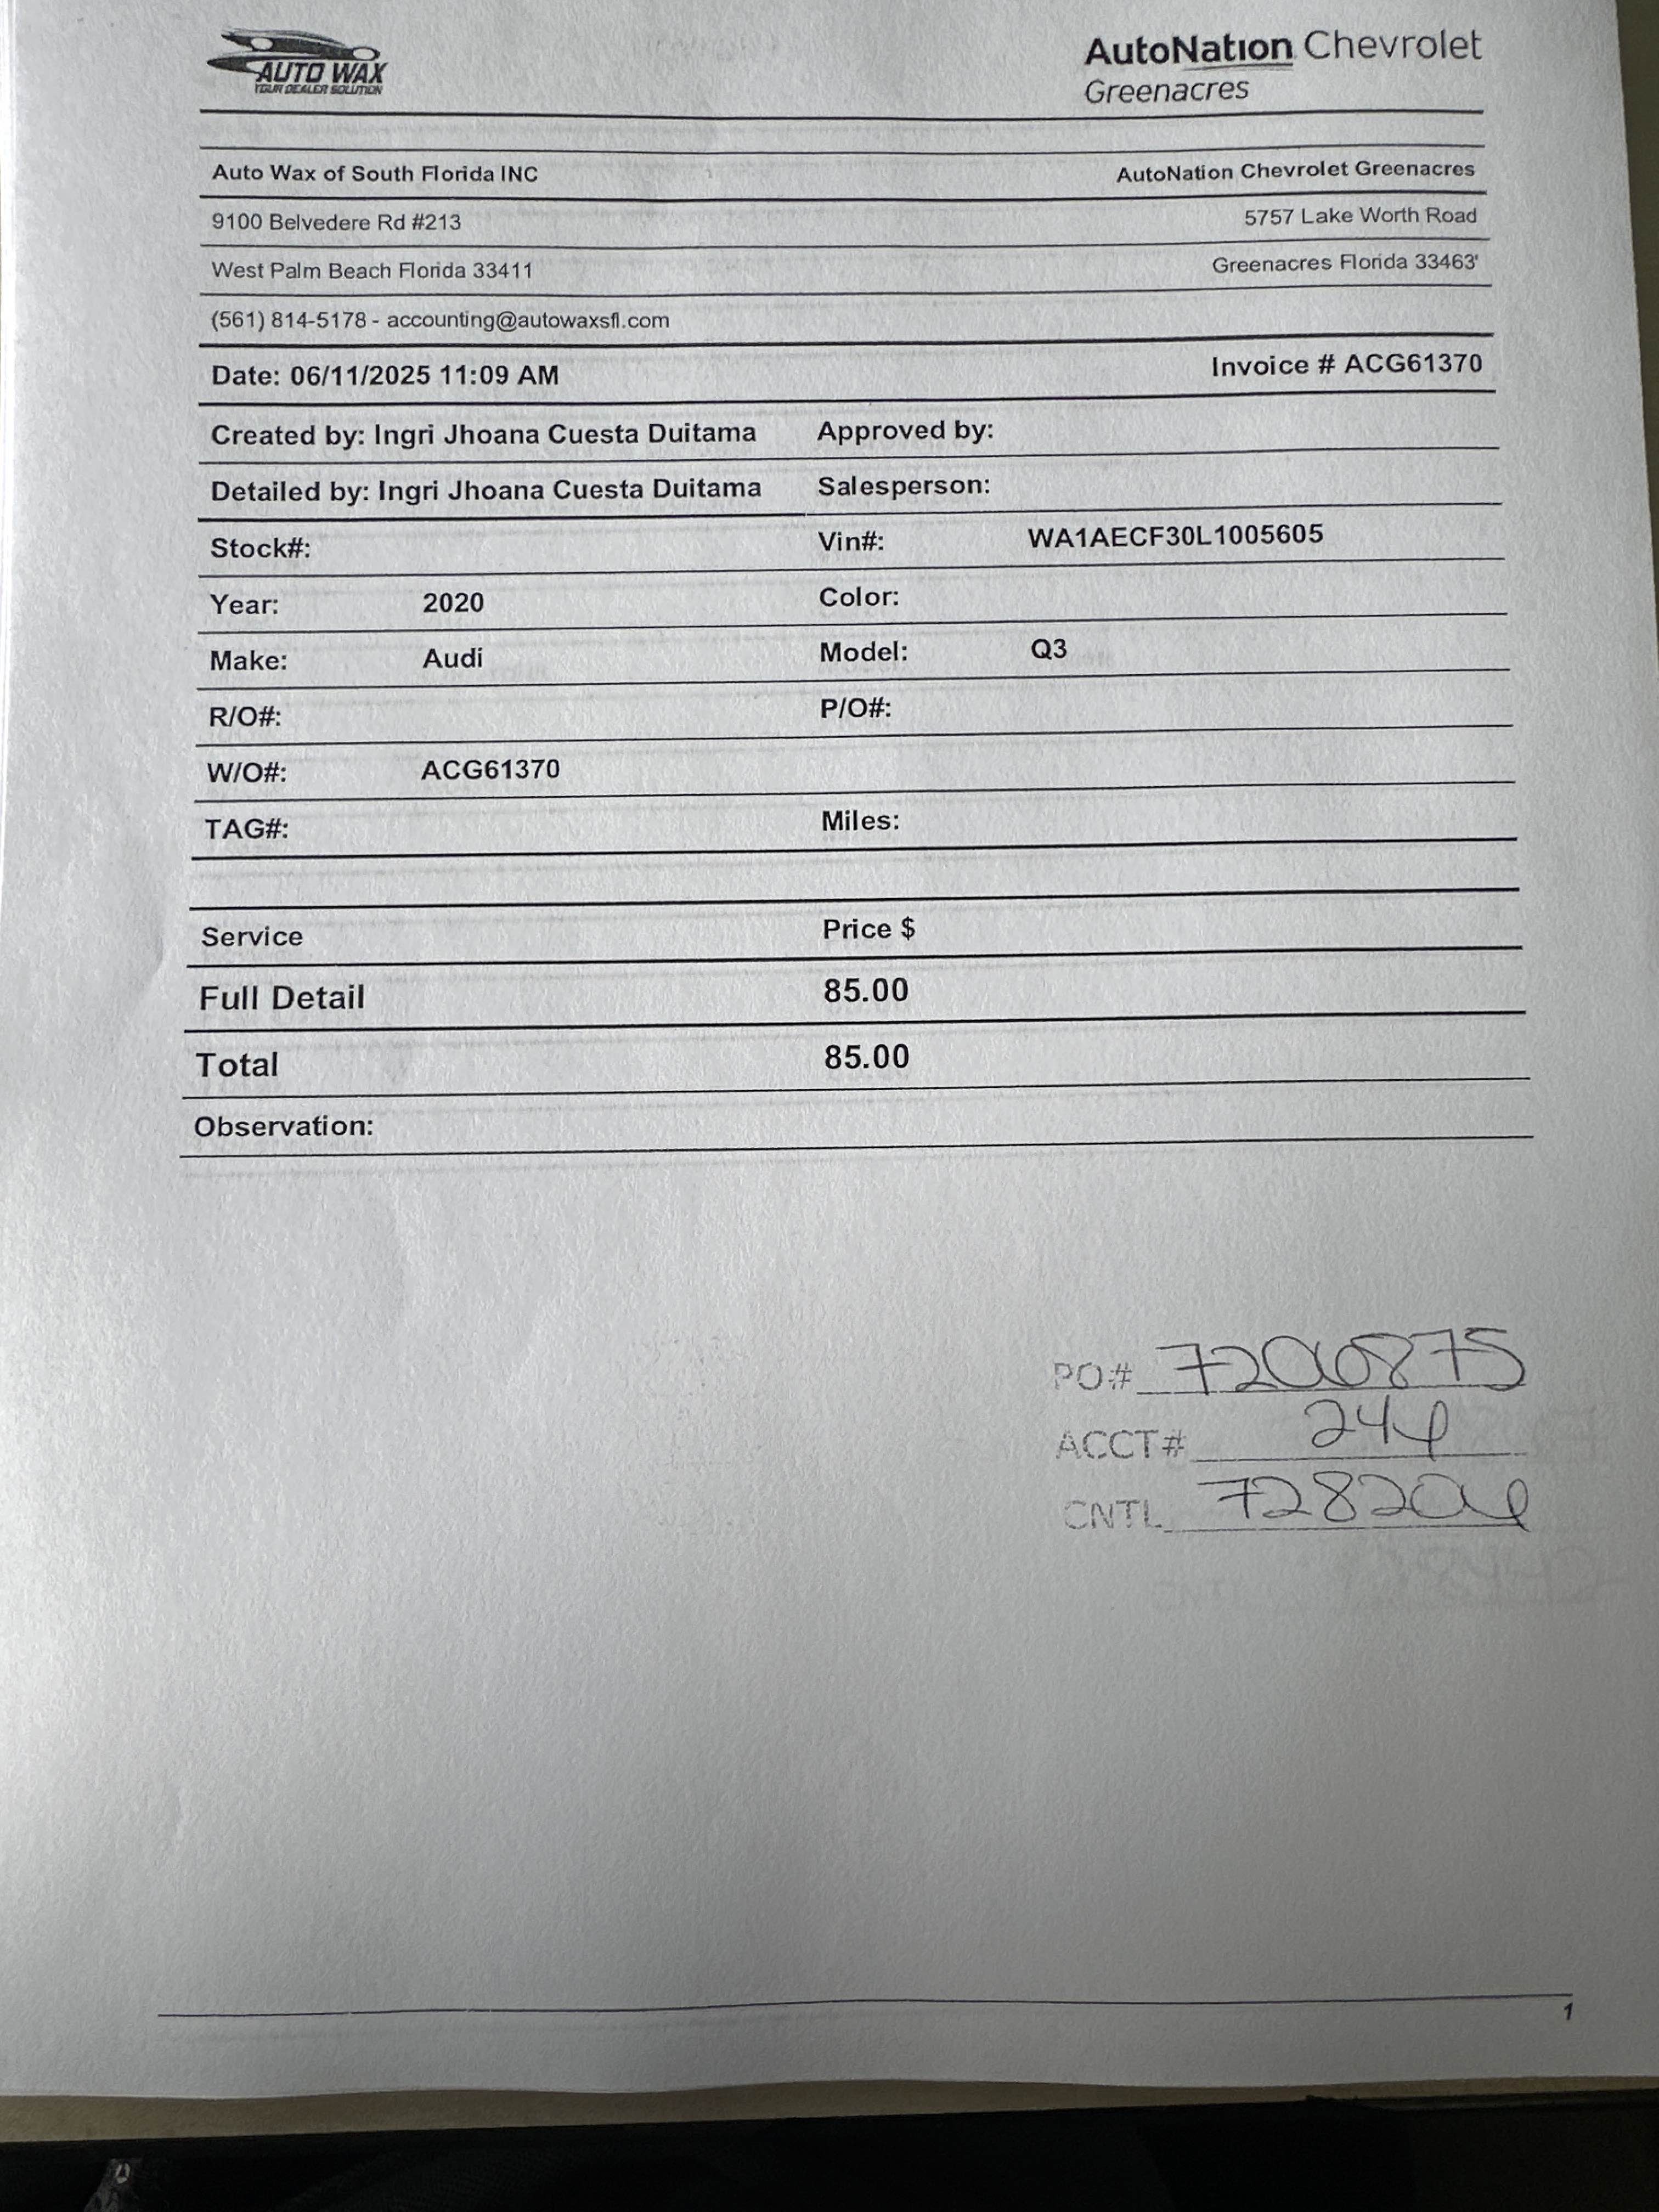 AUTO WAX
YOUR DEALER SOLUTION
AutoNation Chevrolet
Greenacres
Auto Wax of South Florida INC
AutoNation Chevrolet Greenacres
9100 Belvedere Rd #213
5757 Lake Worth Road
West Palm Beach Florida 33411
Greenacres Florida 33463'
(561) 814-5178 - accounting@autowaxsfl.com
Date: 06/11/2025 11:09 AM
Invoice # ACG61370
Created by: Ingri Jhoana Cuesta Duitama Approved by:
Detailed by: Ingri Jhoana Cuesta Duitama Salesperson:
Stock#: Vin#: WA1AECF30L1005605
Year: 2020 Color:
Make: Audi Model: Q3
R/O#: P/O#:
W/O#: ACG61370
TAG#: Miles:
Service Price $
Full Detail 85.00
Total 85.00
Observation:
PO#
ACCT#
CNTL
1